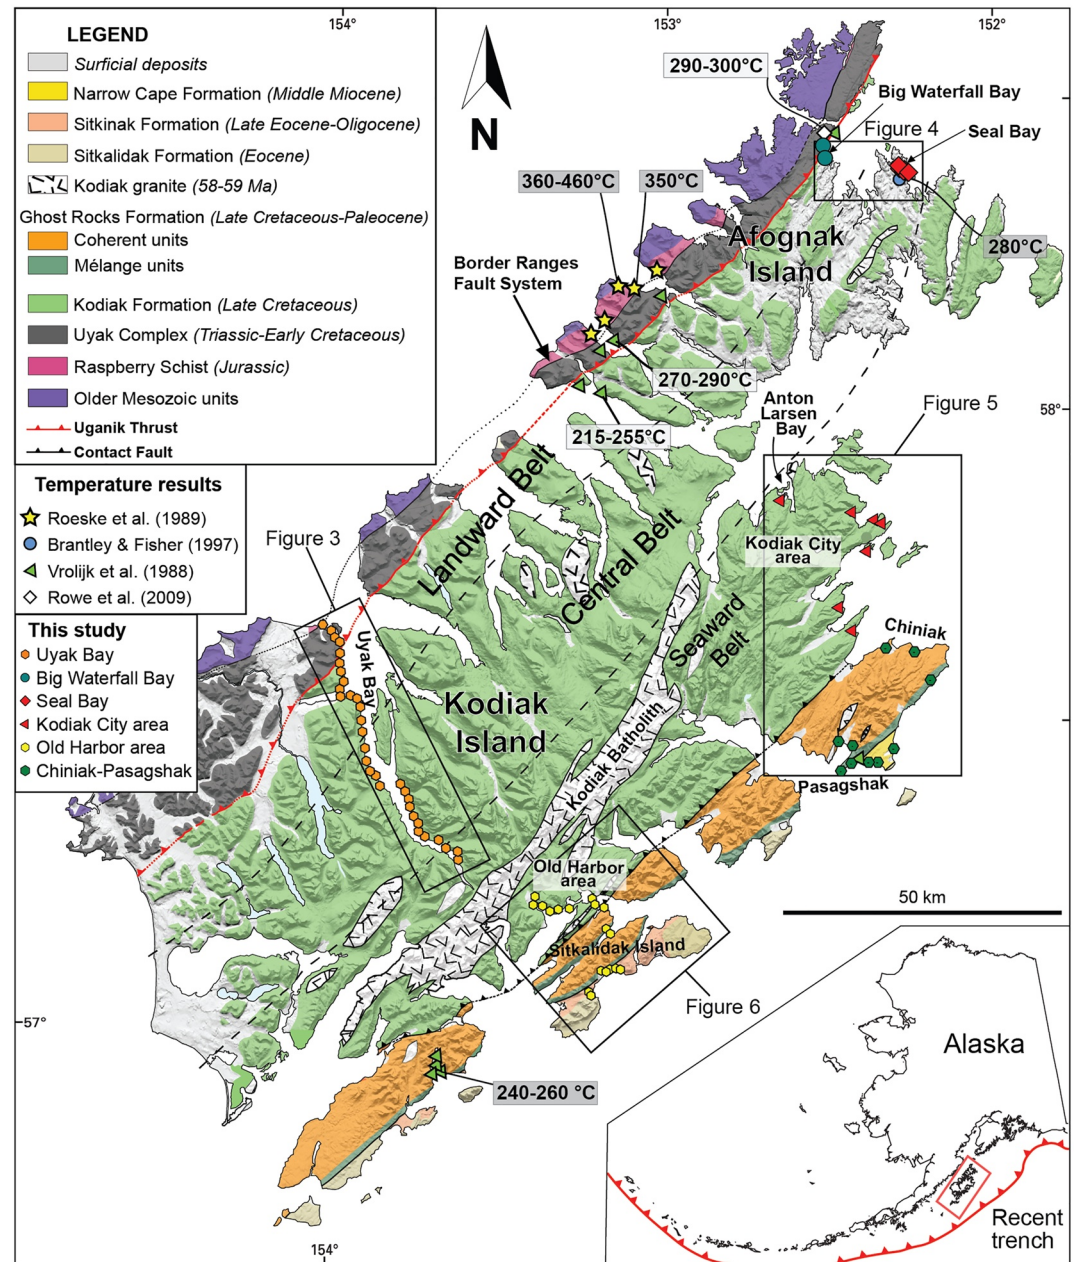 154°
153°
152°
LEGEND
Surficial deposits
Narrow Cape Formation (Middle Miocene)
Sitkinak Formation (Late Eocene-Oligocene)
Sitkalidak Formation (Eocene)
Kodiak granite (58-59 Ma)
Ghost Rocks Formation (Late Cretaceous-Paleocene)
Coherent units
Mélange units
Kodiak Formation (Late Cretaceous)
Uyak Complex (Triassic-Early Cretaceous)
Raspberry Schist (Jurassic)
Older Mesozoic units
Uganik Thrust
Contact Fault
Temperature results
Roeske et al. (1989)
Brantley & Fisher (1997)
Vrolijk et al. (1988)
Rowe et al. (2009)
This study
Uyak Bay
Big Waterfall Bay
Seal Bay
Kodiak City area
Old Harbor area
Chiniak-Pasagshak
N
290-300°C
Big Waterfall Bay
Figure 4
Seal Bay
360-460°C
350°C
280°C
Afognak
Island
Border Ranges
Fault System
270-290°C
Anton
Larsen
Bay
Figure 5
58°
215-255°C
Landward Belt
Central Belt
Seaward
Belt
Kodiak City
area
Figure 3
Uyak Bay
Chiniak
Kodiak
Island
Kodiak Batholith
Pasagshak
Old Harbor
area
50 km
Sitkalidak Island
Figure 6
57°
240-260 °C
Alaska
Recent
trench
154°